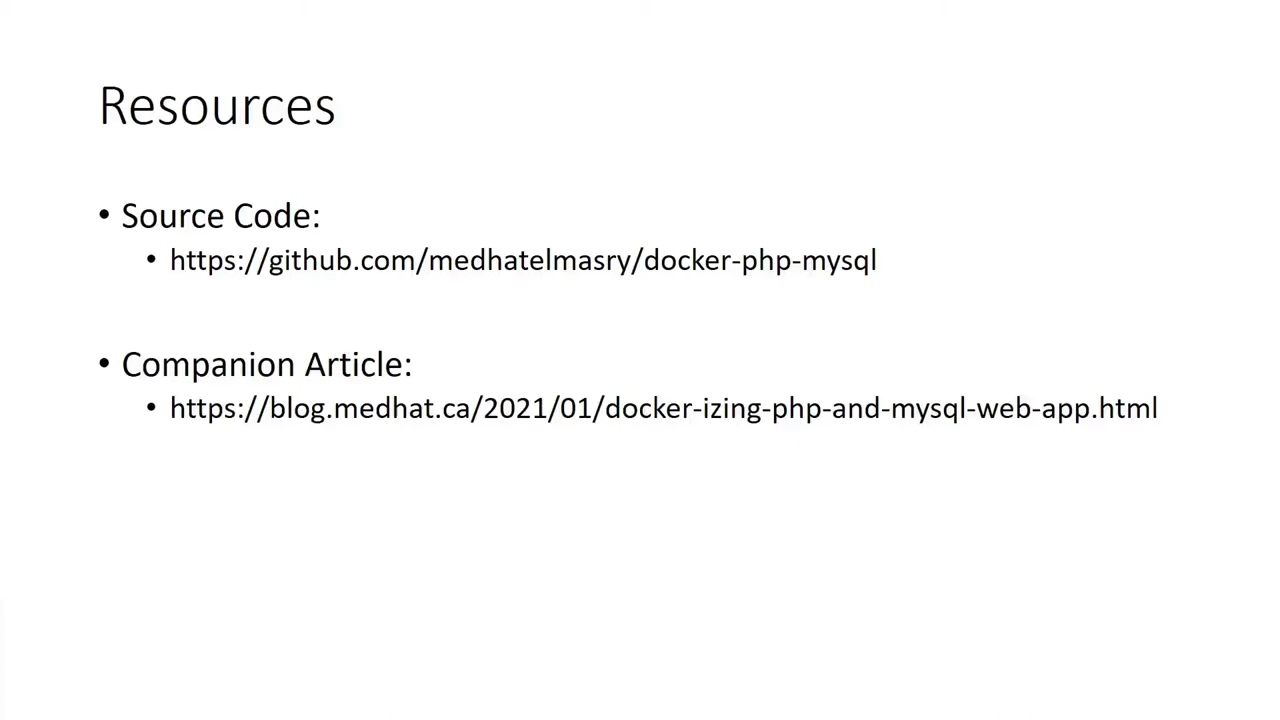 Resources
• Source Code:
• https://github.com/medhatelmasry/docker-php-mysql
• Companion Article:
• https://blog.medhat.ca/2021/01/docker-izing-php-and-mysql-web-app.html